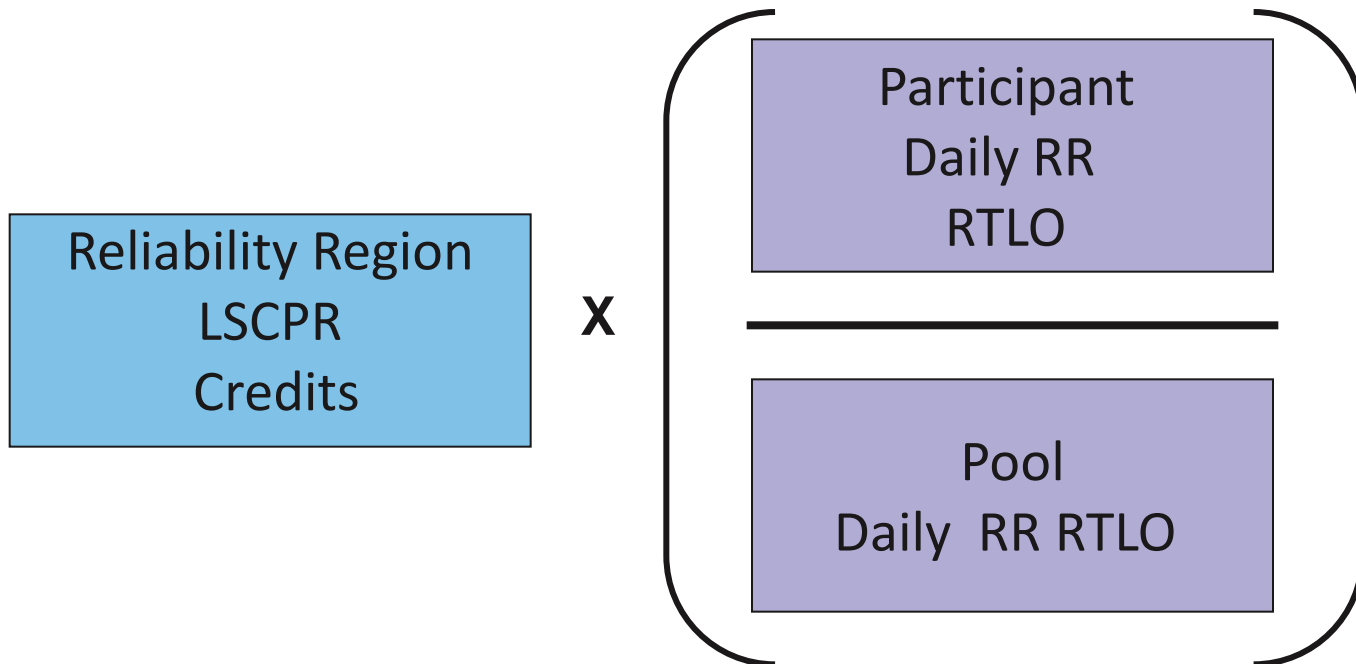 Reliability Region
LSCPR
Credits
X
Participant
Daily RR
RTLO
Pool
Daily  RR RTLO